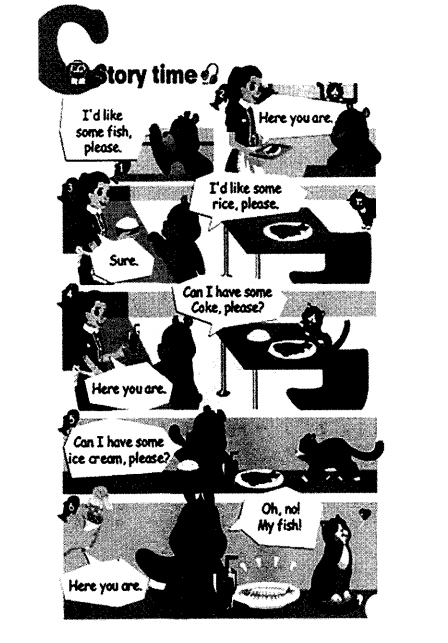 C
Story time
1
I'd like
some fish,
please.
2
Here you are.
3
I'd like some
rice, please.
Sure.
4
Can I have some
Coke, please?
Here you are.
5
Can I have some
ice cream, please?
6
Oh, no!
My fish!
Here you are.